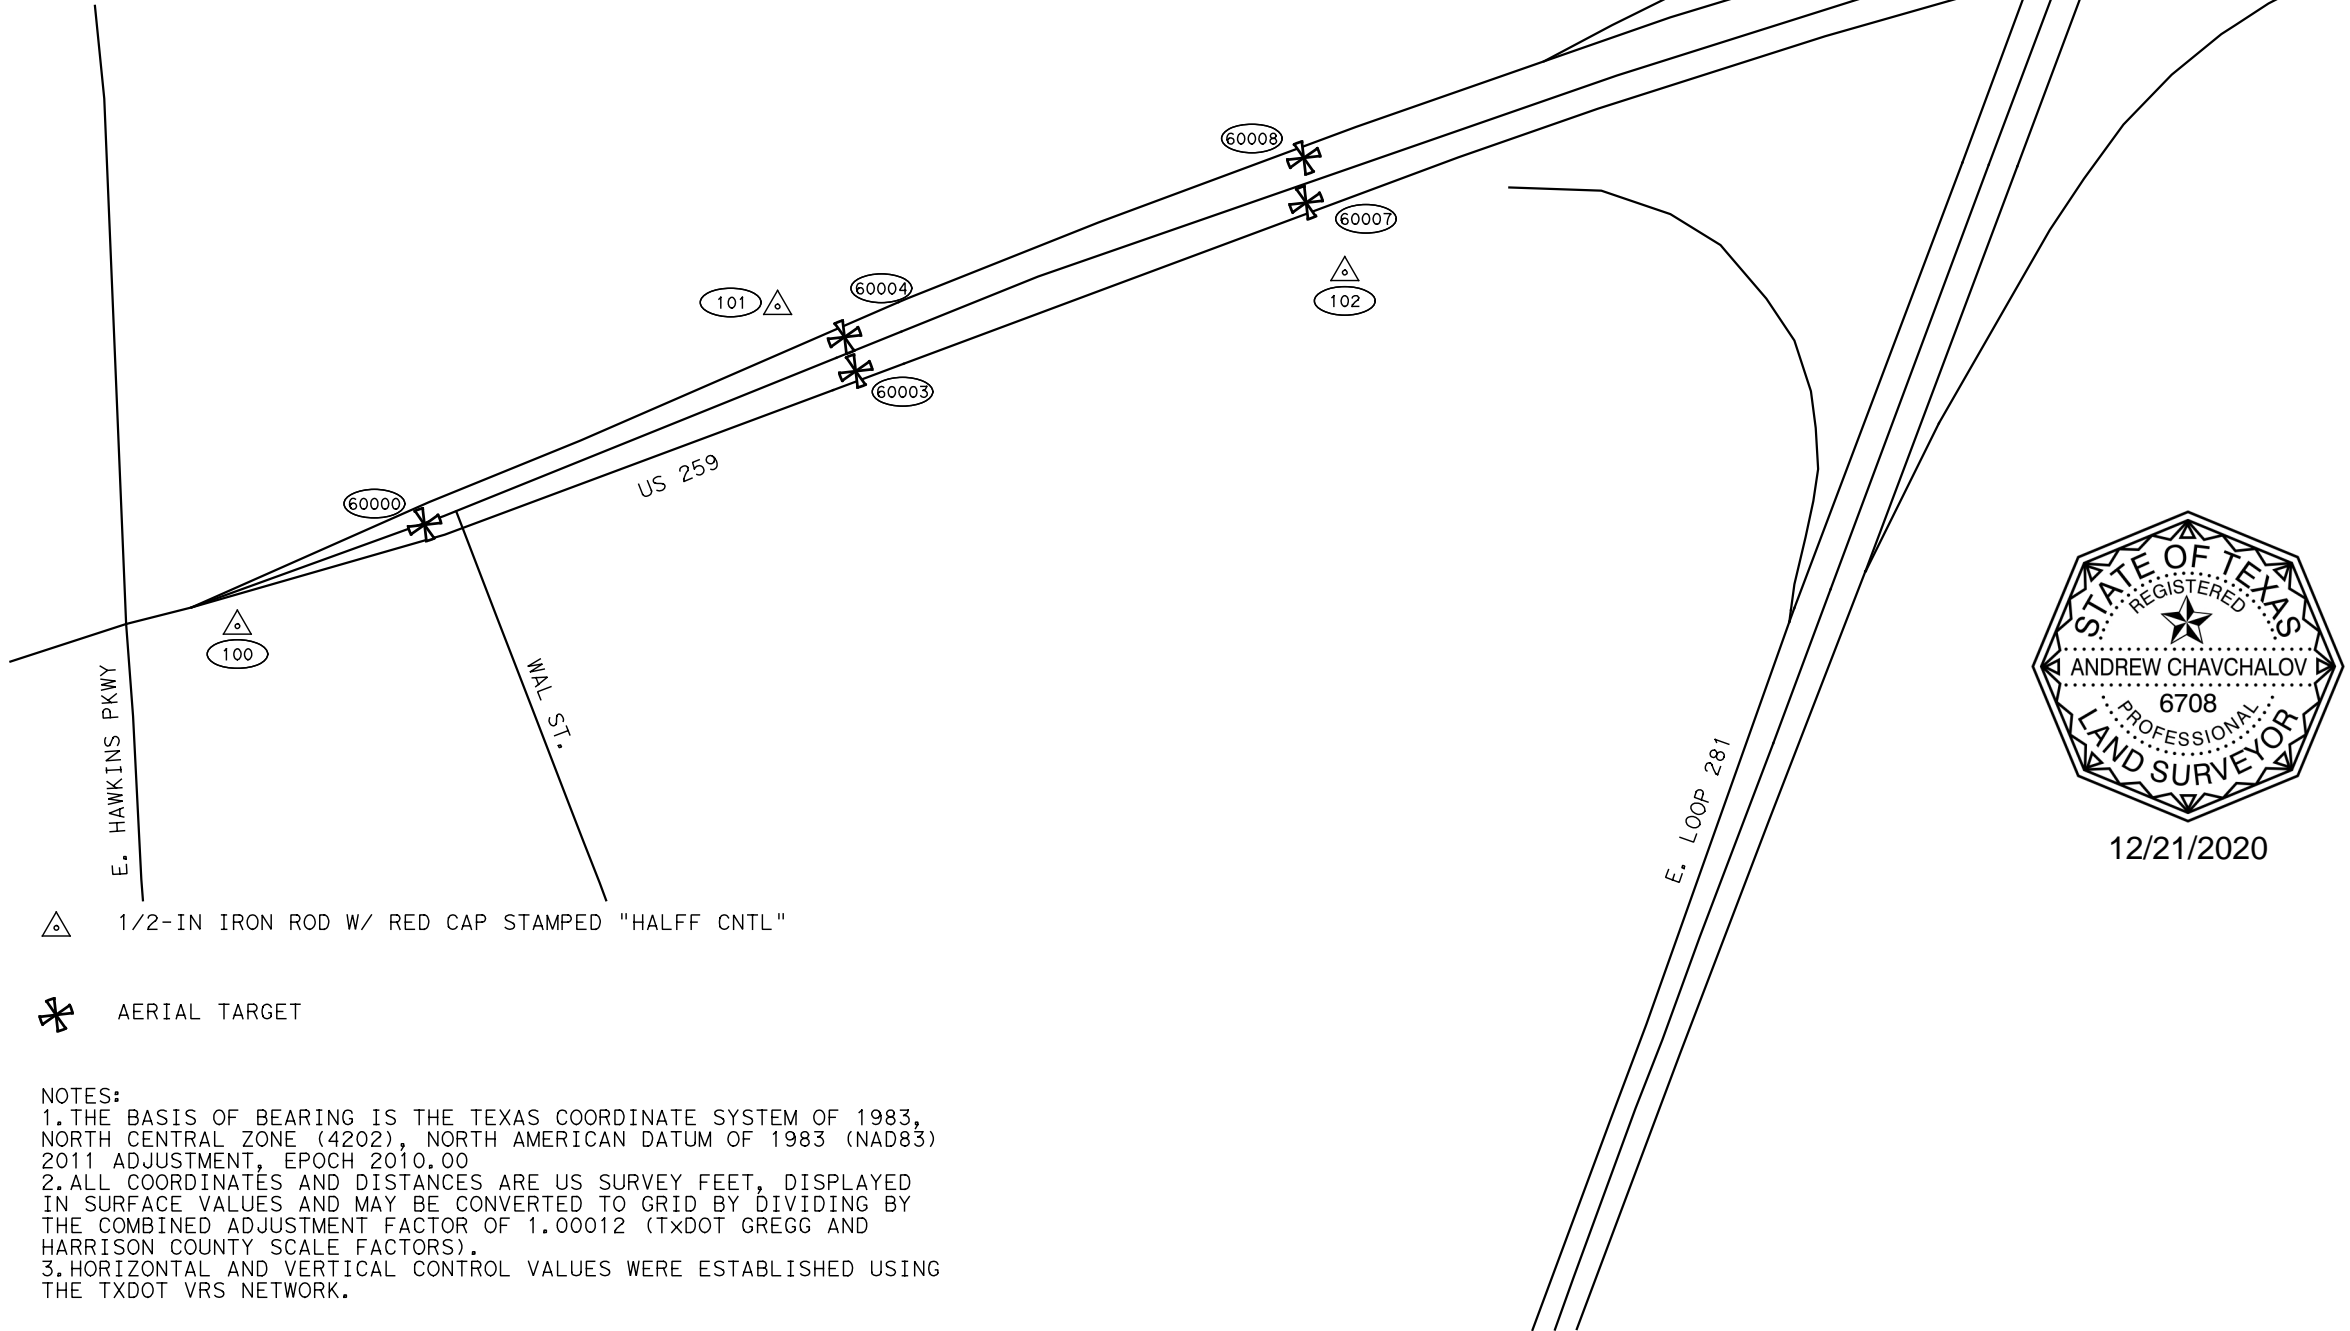 60008
60007
101
60004
102
60003
US 259
60000
100
E. HAWKINS PKWY
WAL ST.
E. LOOP 281
STATE OF TEXAS
REGISTERED
ANDREW CHAVCHALOV
6708
PROFESSIONAL
LAND SURVEYOR
12/21/2020
1/2-IN IRON ROD W/ RED CAP STAMPED "HALFF CNTL"
AERIAL TARGET
NOTES:
1. THE BASIS OF BEARING IS THE TEXAS COORDINATE SYSTEM OF 1983,
NORTH CENTRAL ZONE (4202), NORTH AMERICAN DATUM OF 1983 (NAD83)
2011 ADJUSTMENT, EPOCH 2010.00
2. ALL COORDINATES AND DISTANCES ARE US SURVEY FEET, DISPLAYED
IN SURFACE VALUES AND MAY BE CONVERTED TO GRID BY DIVIDING BY
THE COMBINED ADJUSTMENT FACTOR OF 1.00012 (TxDOT GREGG AND
HARRISON COUNTY SCALE FACTORS).
3. HORIZONTAL AND VERTICAL CONTROL VALUES WERE ESTABLISHED USING
THE TXDOT VRS NETWORK.